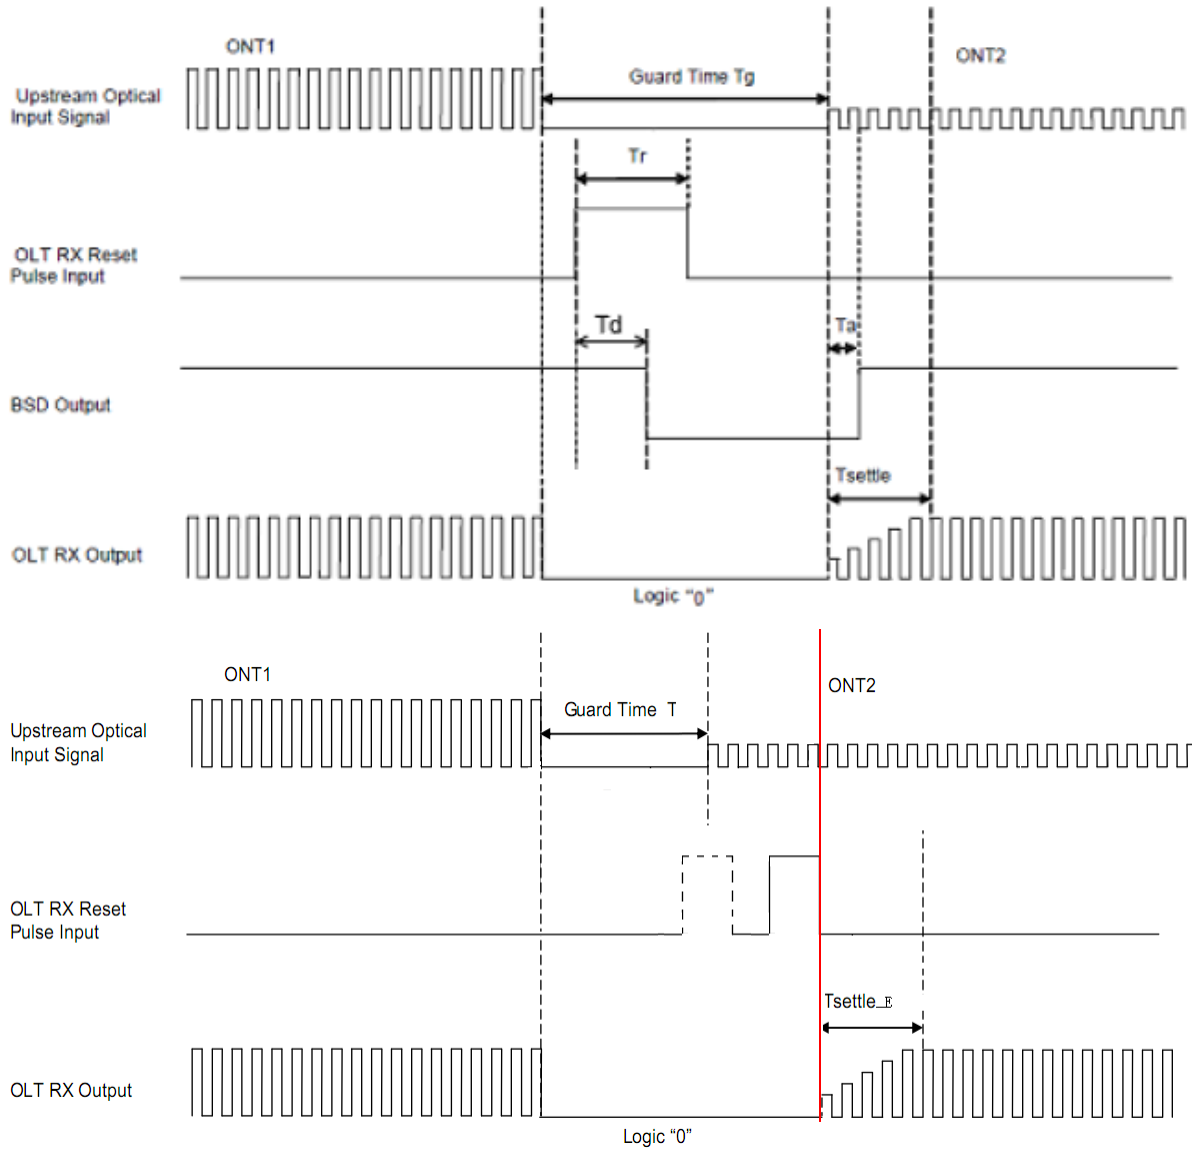 ONT1
ONT2
Guard Time Tg
Upstream Optical
Input Signal
Tr
OLT RX Reset
Pulse Input
Td
Ta
BSD Output
Tsettle
OLT RX Output
Logic “0”
ONT1
ONT2
Guard Time T
Upstream Optical
Input Signal
OLT RX Reset
Pulse Input
Tsettle_E
OLT RX Output
Logic “0”